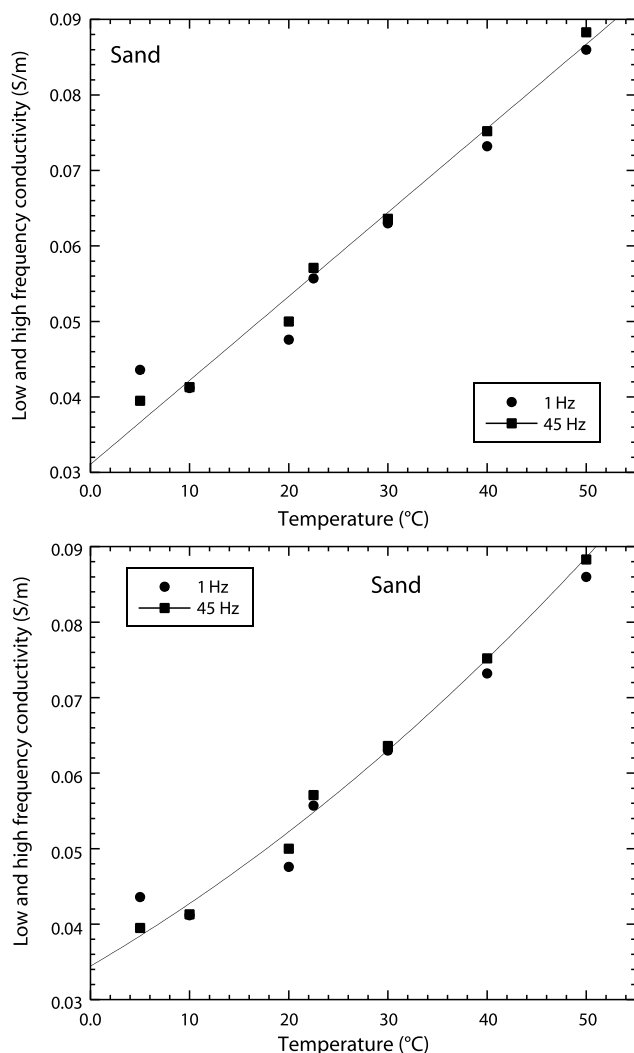 0.09
0.08
0.07
0.06
0.05
0.04
0.03
Low and high frequency conductivity (S/m)
Sand
1 Hz
45 Hz
0.0 10 20 30 40 50
Temperature (°C)
0.09
0.08
0.07
0.06
0.05
0.04
0.03
Low and high frequency conductivity (S/m)
1 Hz
45 Hz
Sand
0.0 10 20 30 40 50
Temperature (°C)